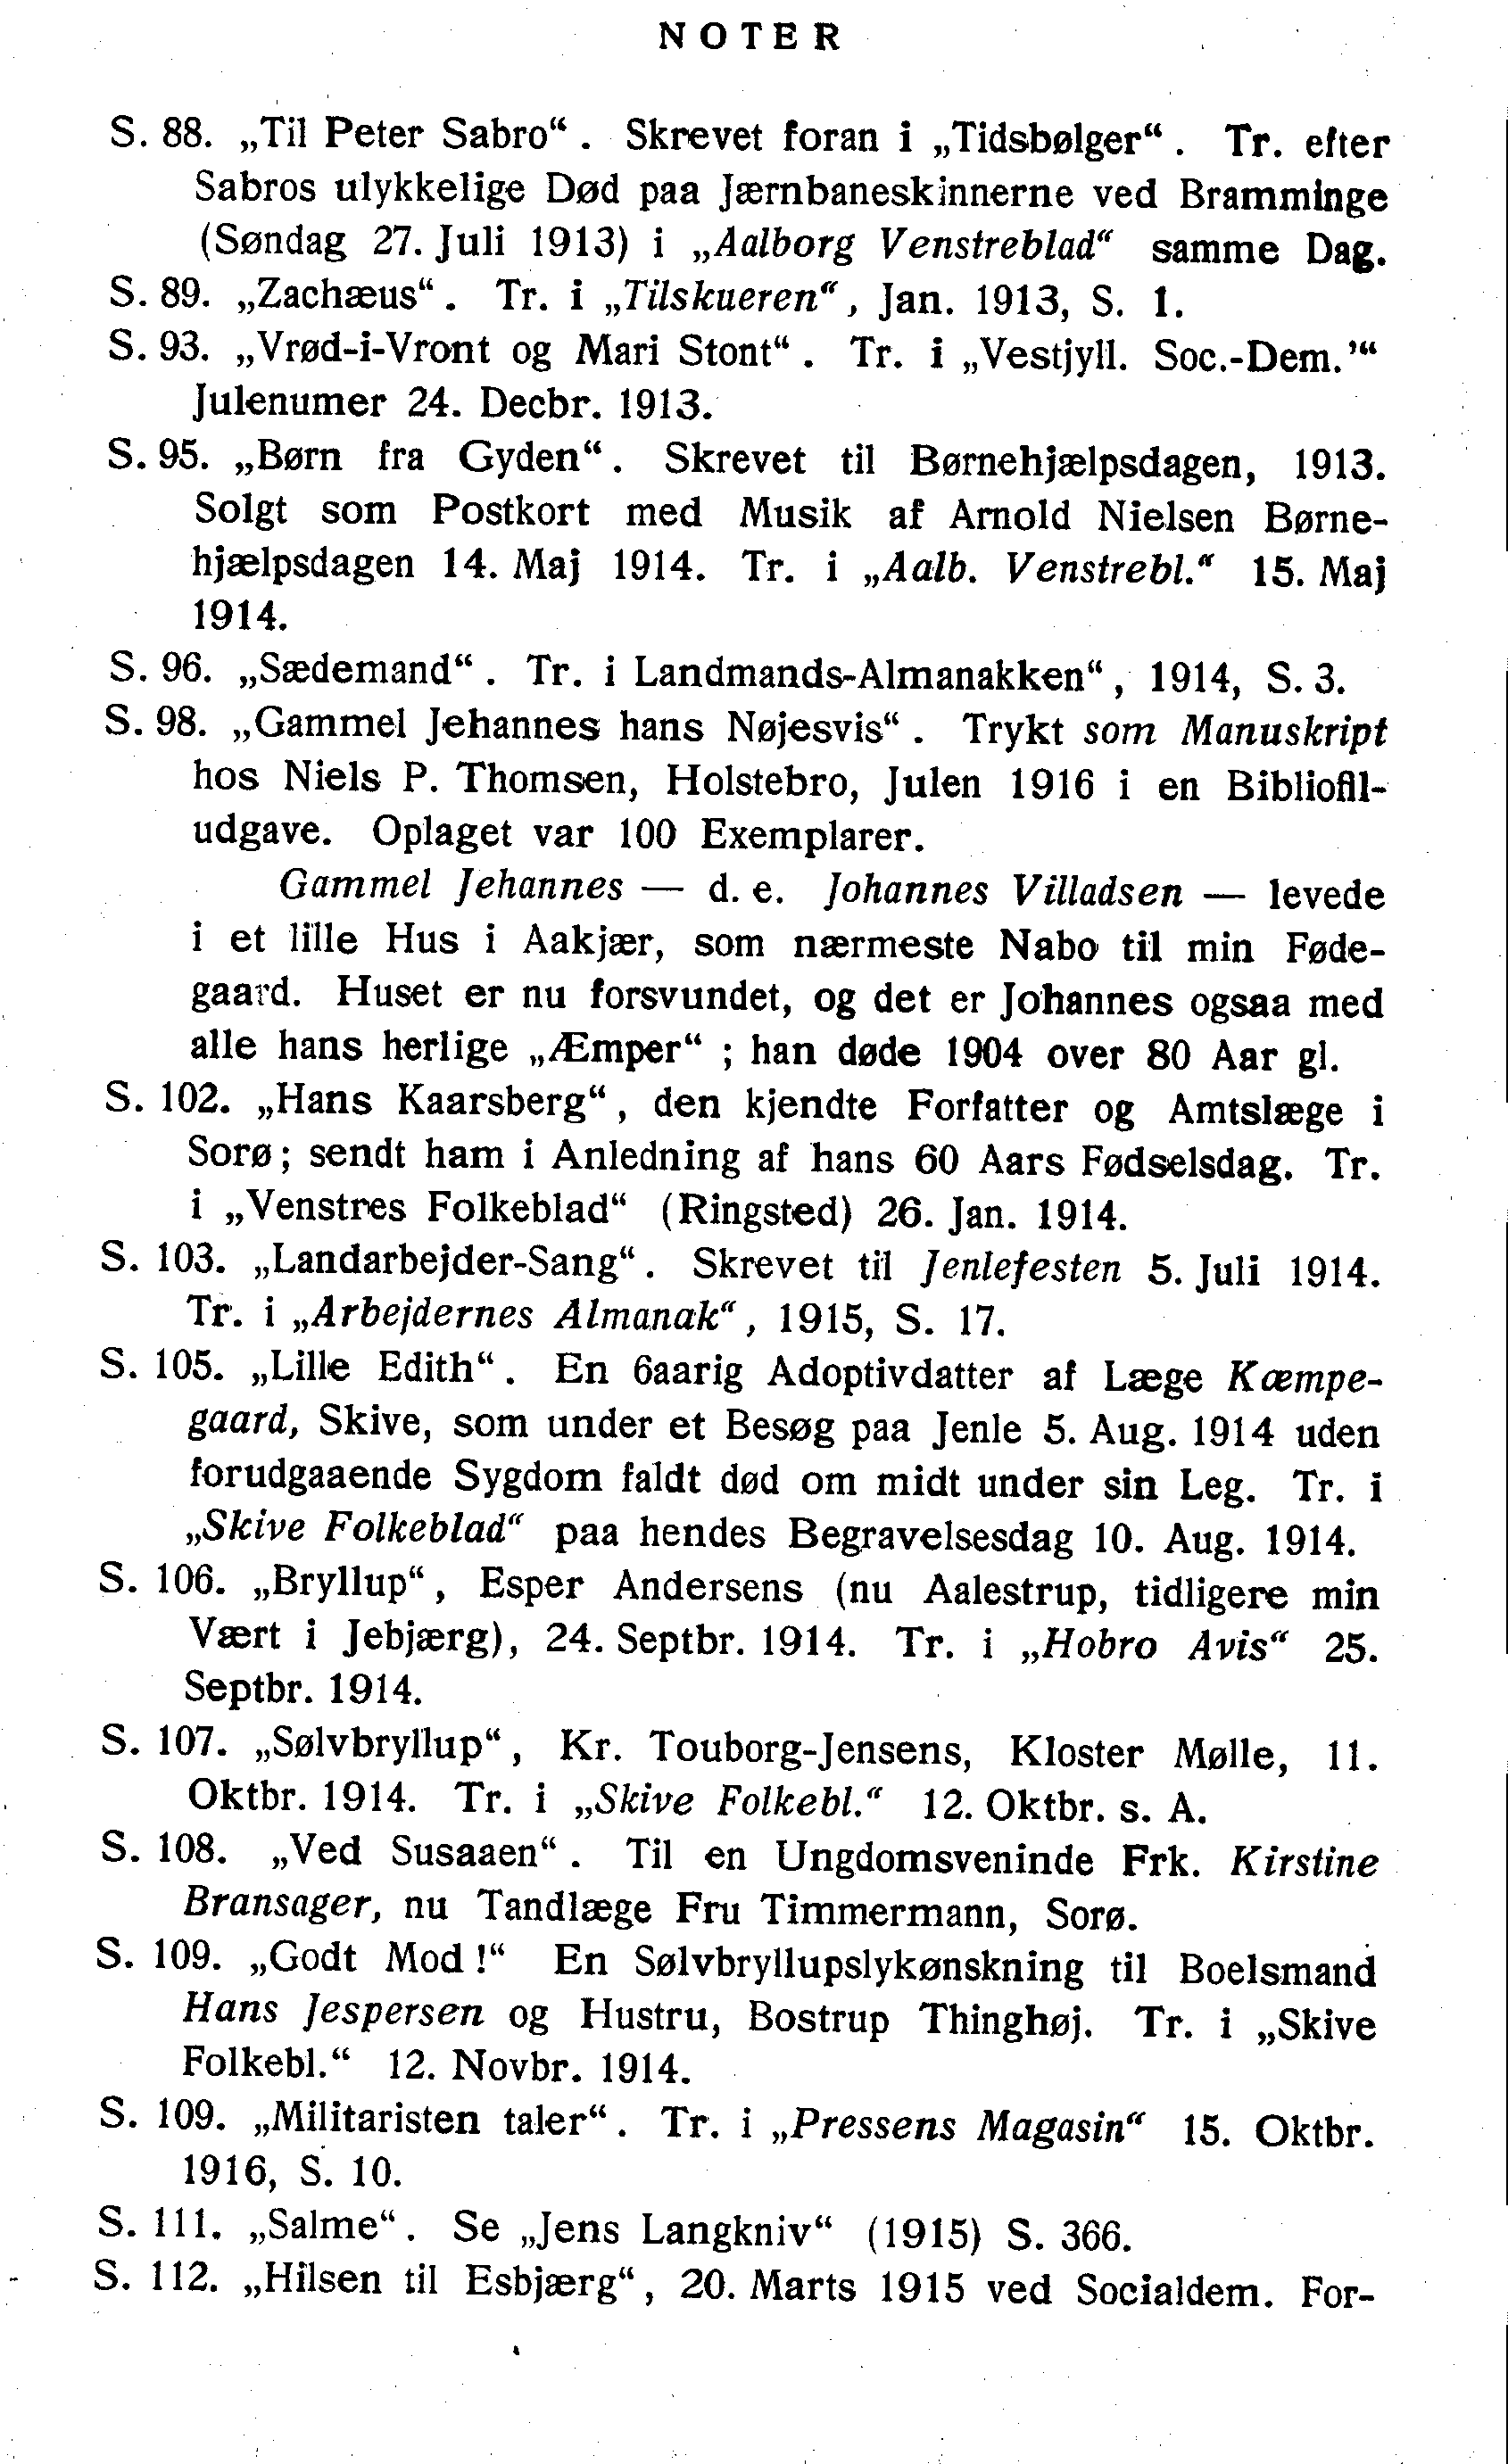 NOTER
S. 88. „Til Peter Sabro“. Skrevet foran i „Tidsbølger“. Tr. efter
Sabros ulykkelige Død paa Jærnbaneskinnerne ved Bramminge
(Søndag 27. Juli 1913) i „Aalborg Venstreblad“ samme Dag.
S. 89. „Zachæus“. Tr. i „Tilskueren“, Jan. 1913, S. 1.
S. 93. „Vrød-i-Vront og Mari Stont“. Tr. i „Vestjyll. Soc.-Dem.'“
Julenumer 24. Decbr. 1913.
S. 95. „Børn fra Gyden“. Skrevet til Børnehjælpsdagen, 1913.
Solgt som Postkort med Musik af Arnold Nielsen Børne-
hjælpsdagen 14. Maj 1914. Tr. i „Aalb. Venstrebl.“ 15. Maj
1914.
S. 96. „Sædemand“. Tr. i Landmands-Almanakken“, 1914, S. 3.
S. 98. „Gammel Jehannes hans Nøjesvis“. Trykt som Manuskript
hos Niels P. Thomsen, Holstebro, Julen 1916 i en Bibliofil-
udgave. Oplaget var 100 Exemplarer.
Gammel Jehannes — d. e. Johannes Villadsen — levede
i et lille Hus i Aakjær, som nærmeste Nabo til min Føde-
gaard. Huset er nu forsvundet, og det er Johannes ogsaa med
alle hans herlige „Æmper“; han døde 1904 over 80 Aar gl.
S. 102. „Hans Kaarsberg“, den kjendte Forfatter og Amtslæge i
Sorø; sendt ham i Anledning af hans 60 Aars Fødselsdag. Tr.
i „Venstres Folkeblad“ (Ringsted) 26. Jan. 1914.
S. 103. „Landarbejder-Sang“. Skrevet til Jenlefesten 5. Juli 1914.
Tr. i „Arbejdernes Almanak“, 1915, S. 17.
S. 105. „Lille Edith“. En 6aarig Adoptivdatter af Læge Kæmpe-
gaard, Skive, som under et Besøg paa Jenle 5. Aug. 1914 uden
forudgaaende Sygdom faldt død om midt under sin Leg. Tr. i
„Skive Folkeblad“ paa hendes Begravelsesdag 10. Aug. 1914.
S. 106. „Bryllup“, Esper Andersens (nu Aalestrup, tidligere min
Vært i Jebjærg), 24. Septbr. 1914. Tr. i „Hobro Avis“ 25.
Septbr. 1914.
S. 107. „Sølvbryllup“, Kr. Touborg-Jensens, Kloster Mølle, 11.
Oktbr. 1914. Tr. i „Skive Folkebl.“ 12. Oktbr. s. A.
S. 108. „Ved Susaaen“. Til en Ungdomsveninde Frk. Kirstine
Bransager, nu Tandlæge Fru Timmermann, Sorø.
S. 109. „Godt Mod!“ En Sølvbryllupslykønskning til Boelsmand
Hans Jespersen og Hustru, Bostrup Thinghøj. Tr. i „Skive
Folkebl.“ 12. Novbr. 1914.
S. 109. „Militaristen taler“. Tr. i „Pressens Magasin“ 15. Oktbr.
1916, S. 10.
S. 111. „Salme“. Se „Jens Langkniv“ (1915) S. 366.
S. 112. „Hilsen til Esbjærg“, 20. Marts 1915 ved Socialdem. For-